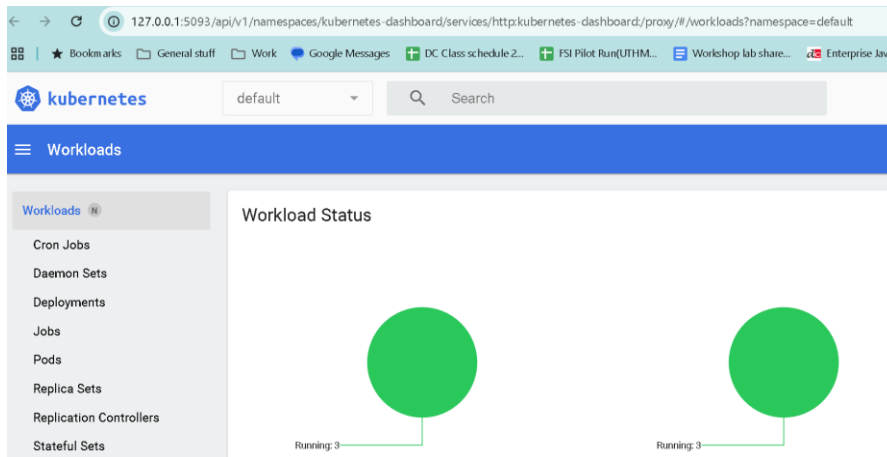 127.0.0.1:5093/api/v1/namespaces/kubernetes-dashboard/services/http:kubernetes-dashboard:/proxy/#/workloads?namespace=default
Bookmarks General stuff Work Google Messages DC Class schedule 2... FSI Pilot Run(UTHM... Workshop lab share... Enterprise Jav
kubernetes default Search
Workloads
Workloads N
Workload Status
Cron Jobs
Daemon Sets
Deployments
Jobs
Pods
Replica Sets
Replication Controllers
Stateful Sets
Running: 3 Running: 3